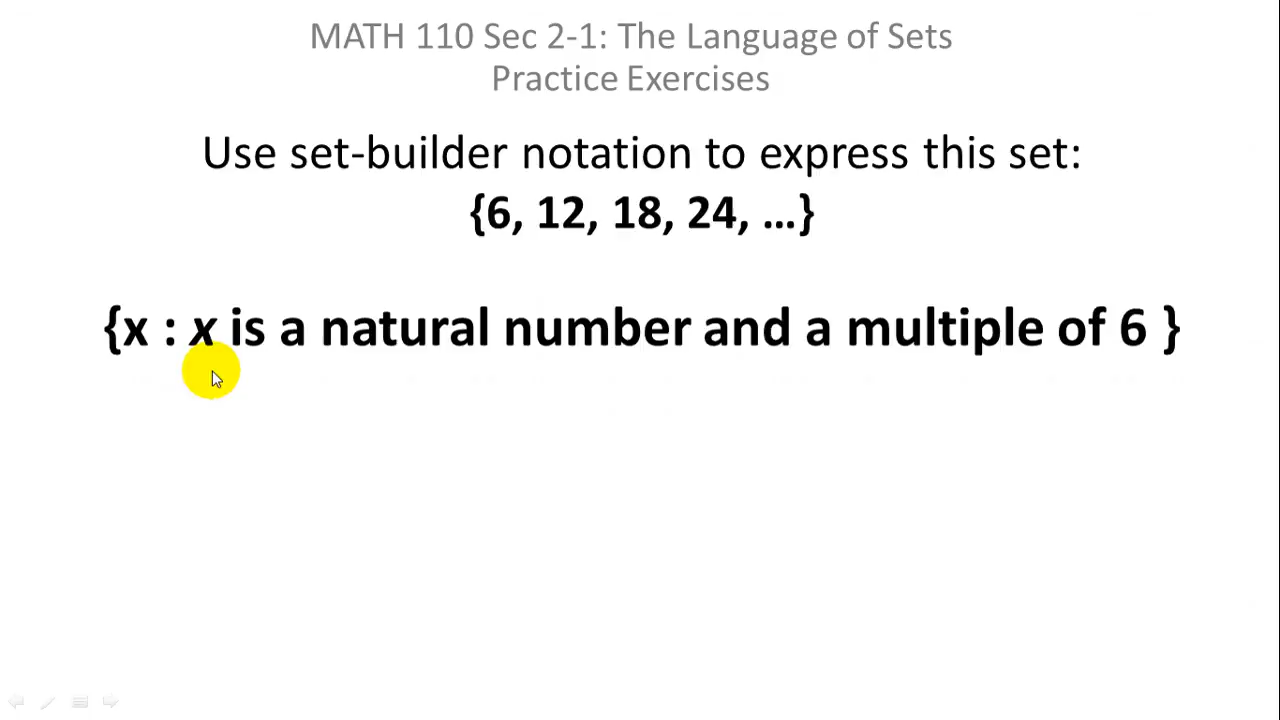 MATH 110 Sec 2-1: The Language of Sets
Practice Exercises
Use set-builder notation to express this set:
{6, 12, 18, 24, …}
{x : x is a natural number and a multiple of 6 }